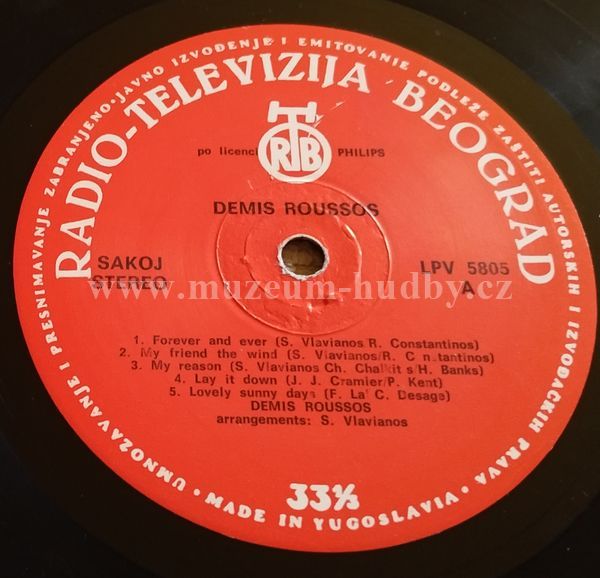 UMNOŽAVANJE I PRESNIMAVANJE ZABRANJENO-JAVNO IZVOĐENJE I EMITOVANJE PODLEŽE ZAŠTITI AUTORSKIH I IZVOĐAČKIH PRAVA • MADE IN YUGOSLAVIA •
RADIO-TELEVIZIJA BEOGRAD
RTB
po licenci PHILIPS
DEMIS ROUSSOS
SAKOJ LPV 5805
STEREO A
www.muzeum-hudby.cz
1. Forever and ever (S. Vlavianos/R. Constantinos)
2. My friend the wind (S. Vlavianos/R. C n tantinos)
3. My reason (S. Vlavianos Ch. Chalkit s/H. Banks)
4. Lay it down (J. J. Cramier/P. Kent)
5. Lovely sunny days (F. La' C. Desage)
DEMIS ROUSSOS
arrangements: S. Vlavianos
33⅓